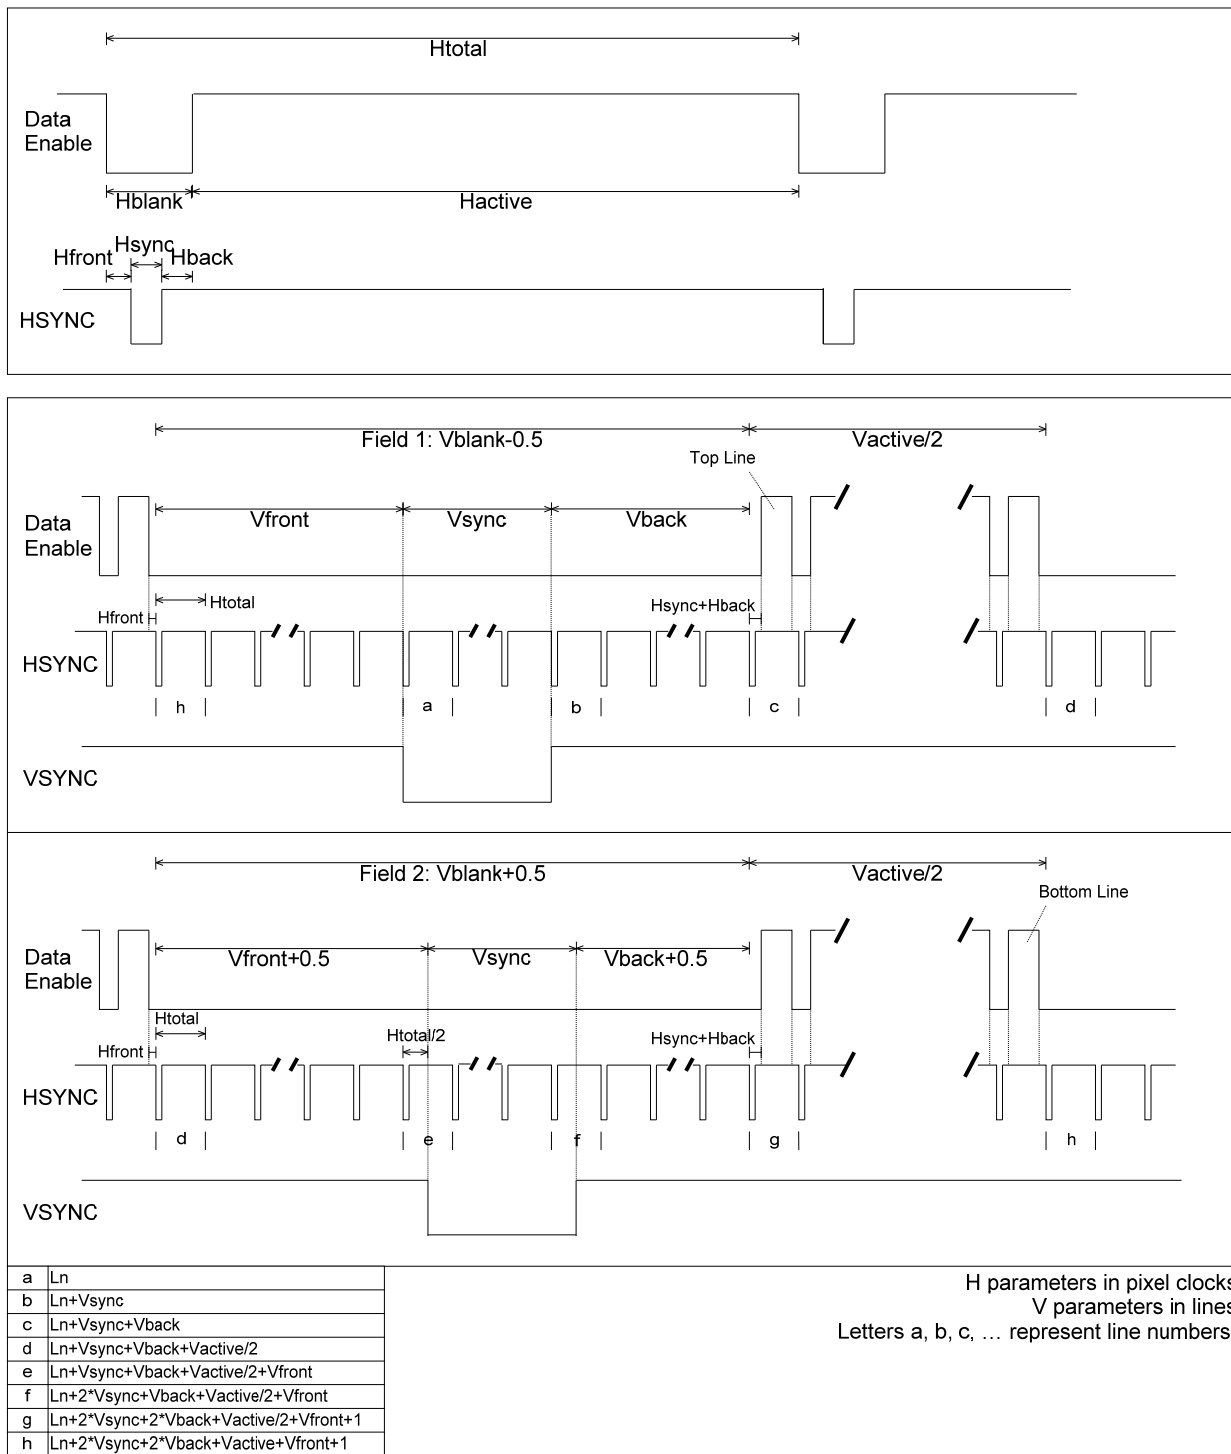 Htotal
Data
Enable
Hblank
Hactive
Hsync
Hfront
Hback
HSYNC
Field 1: Vblank-0.5
Vactive/2
Top Line
Vfront
Vsync
Vback
Data
Enable
Htotal
Hfront
Hsync+Hback
HSYNC
h
a
b
c
d
VSYNC
Field 2: Vblank+0.5
Vactive/2
Bottom Line
Vfront+0.5
Vsync
Vback+0.5
Data
Enable
Htotal
Htotal/2
Hfront
Hsync+Hback
HSYNC
d
e
f
g
h
VSYNC
a Ln
b Ln+Vsync
c Ln+Vsync+Vback
d Ln+Vsync+Vback+Vactive/2
e Ln+Vsync+Vback+Vactive/2+Vfront
f Ln+2*Vsync+Vback+Vactive/2+Vfront
g Ln+2*Vsync+2*Vback+Vactive/2+Vfront+1
h Ln+2*Vsync+2*Vback+Vactive+Vfront+1
H parameters in pixel clocks
V parameters in lines
Letters a, b, c, … represent line numbers